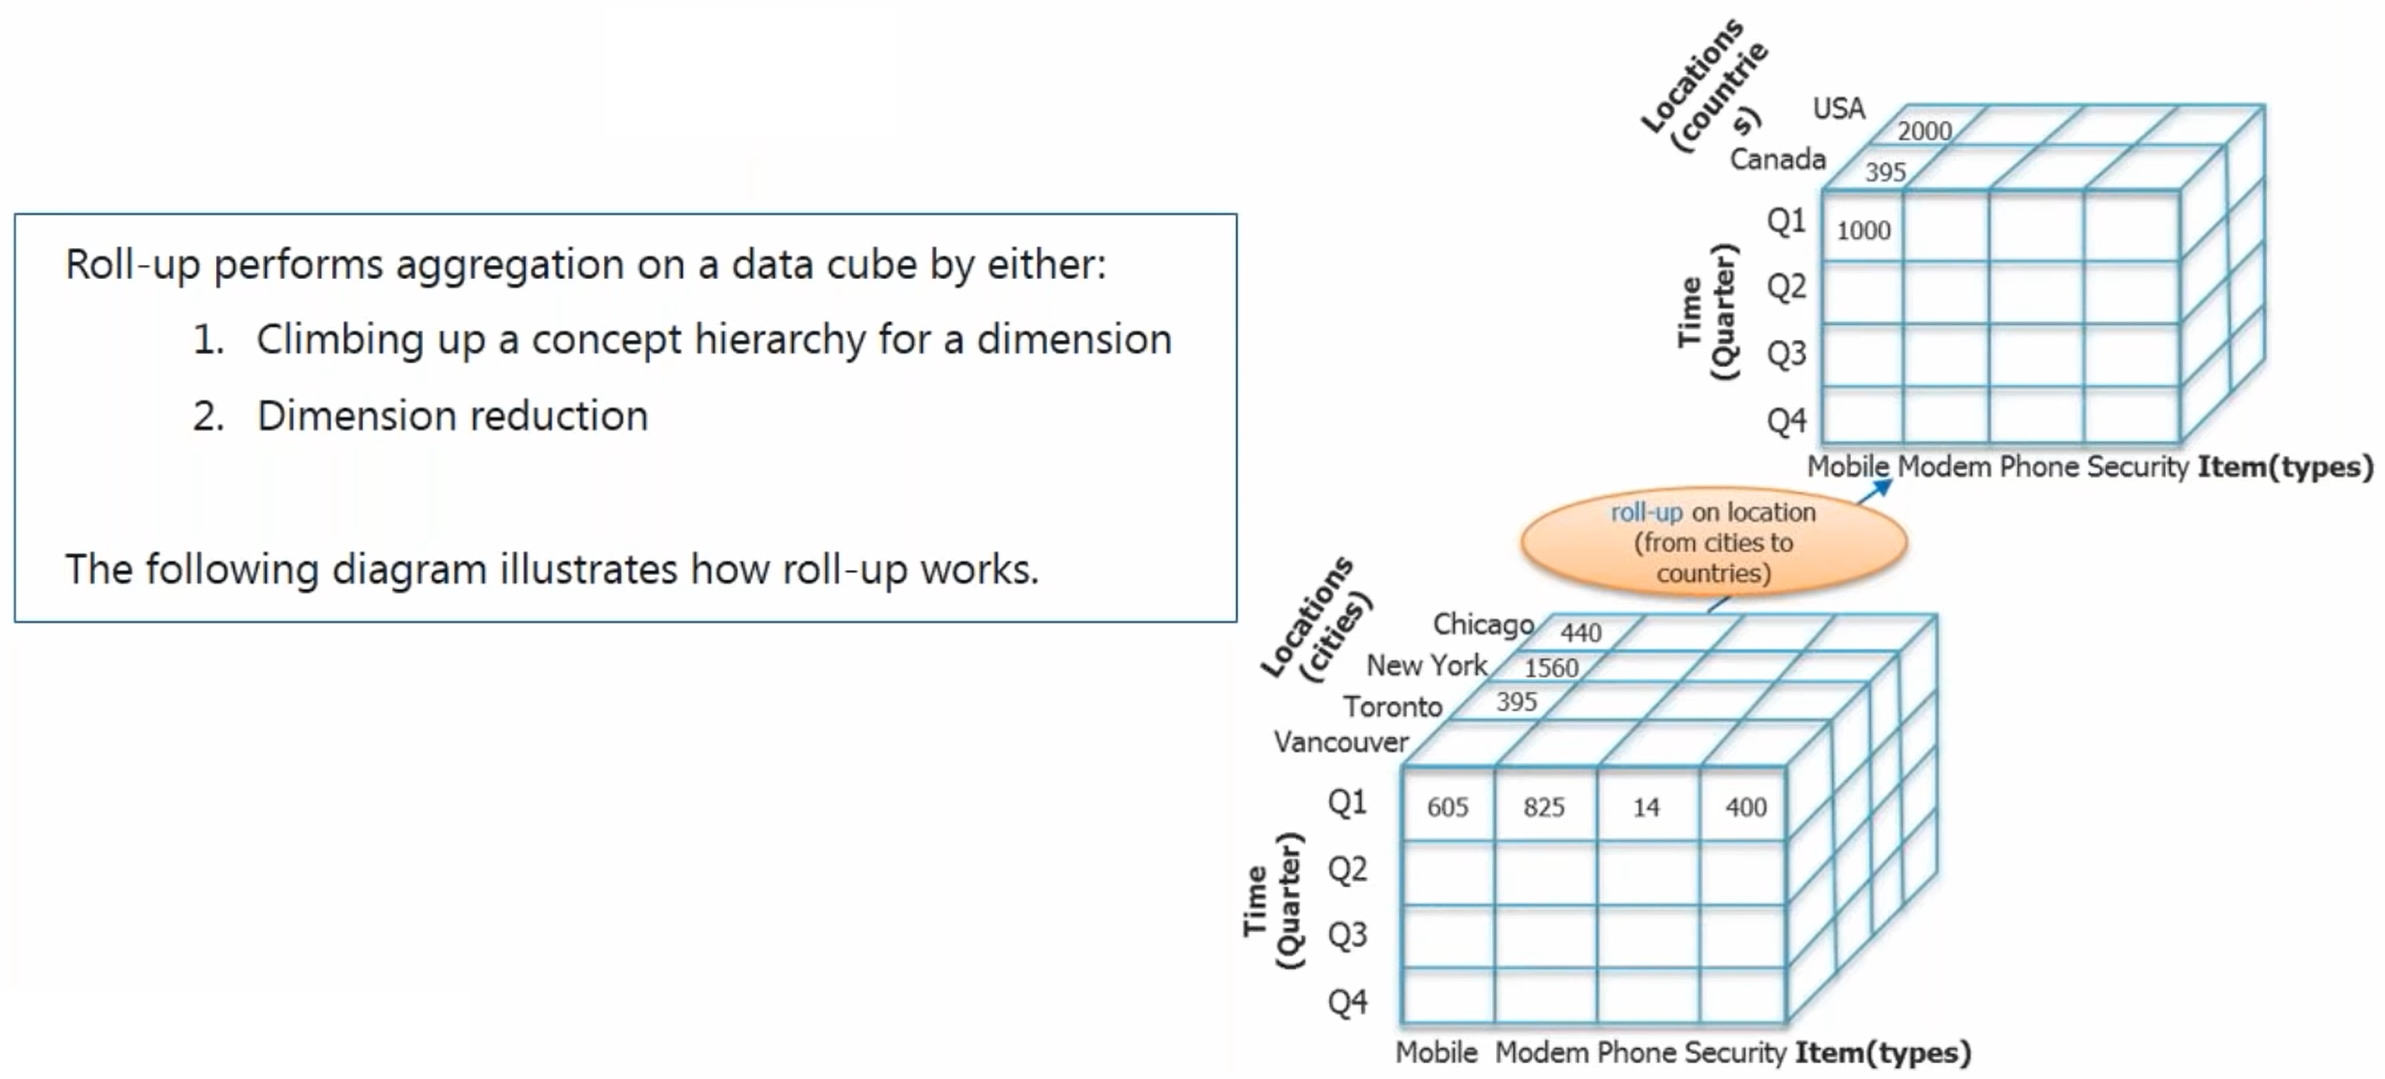 Roll-up performs aggregation on a data cube by either:
1. Climbing up a concept hierarchy for a dimension
2. Dimension reduction
The following diagram illustrates how roll-up works.
Locations
(countrie
s)
USA
2000
Canada
395
Q1
1000
Time
(Quarter)
Q2
Q3
Q4
Mobile Modem Phone Security Item(types)
roll-up on location
(from cities to
countries)
Locations
(cities)
Chicago 440
New York 1560
Toronto 395
Vancouver
Q1 605 825 14 400
Time
(Quarter)
Q2
Q3
Q4
Mobile Modem Phone Security Item(types)